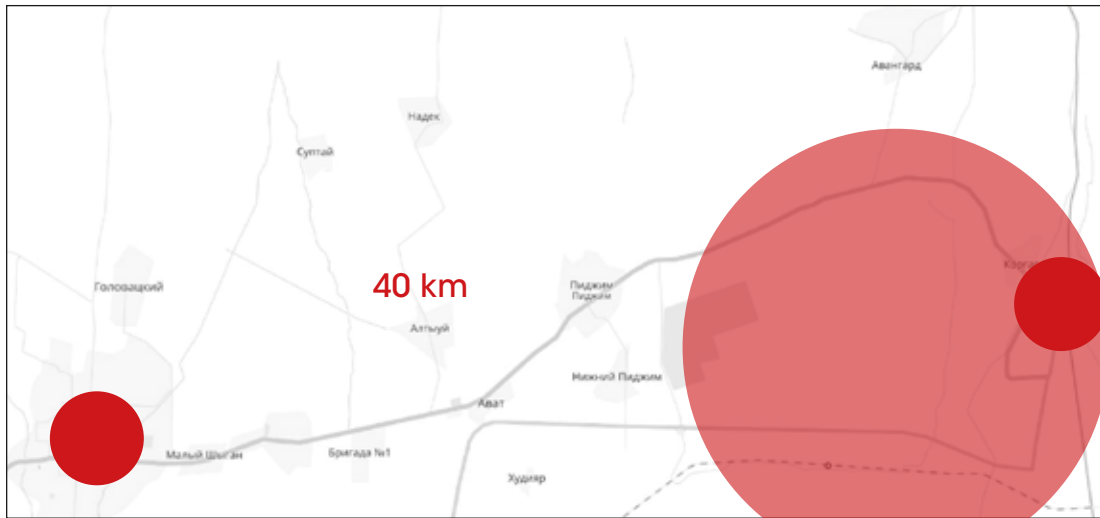 Авангард
Надек
Суптай
Головацкий
40 km
Пиджим
Пиджим
Алтыуй
Нижний Пиджим
Ават
Малый Шыган
Бригада №1
Худияр